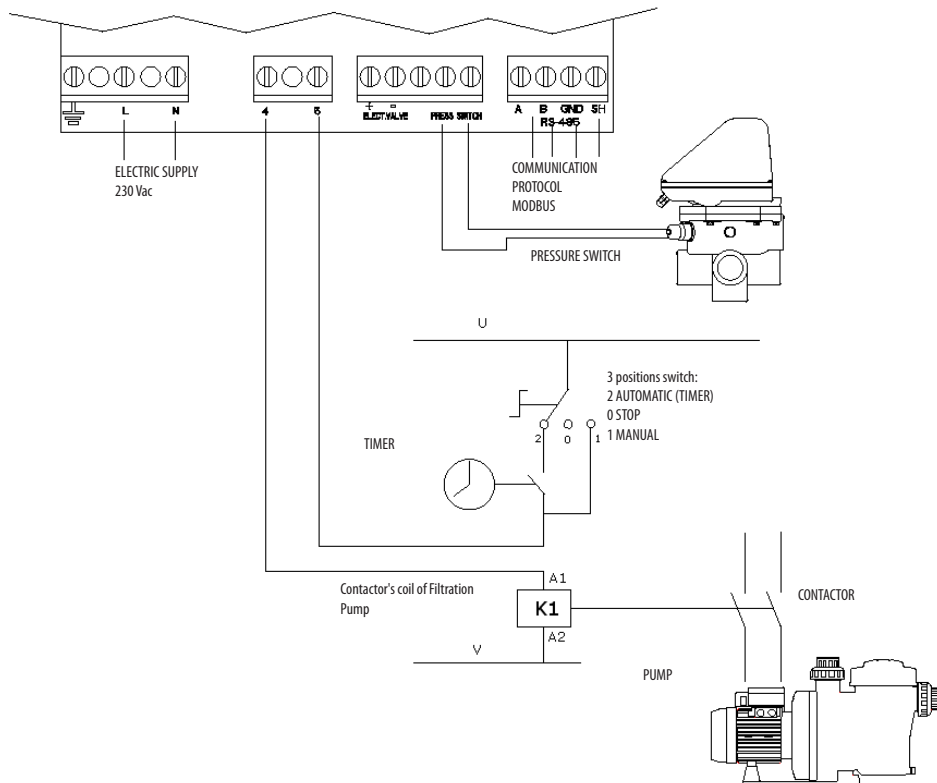 L N 4 5 + - ELECT.VALVE PRESS SWITCH A B GND SH
RS-485
ELECTRIC SUPPLY
230 Vac
COMMUNICATION
PROTOCOL
MODBUS
PRESSURE SWITCH
U
3 positions switch:
2 AUTOMATIC (TIMER)
0 STOP
1 MANUAL
2 0 1
TIMER
Contactor's coil of Filtration
Pump
A1
K1
A2
V
CONTACTOR
PUMP